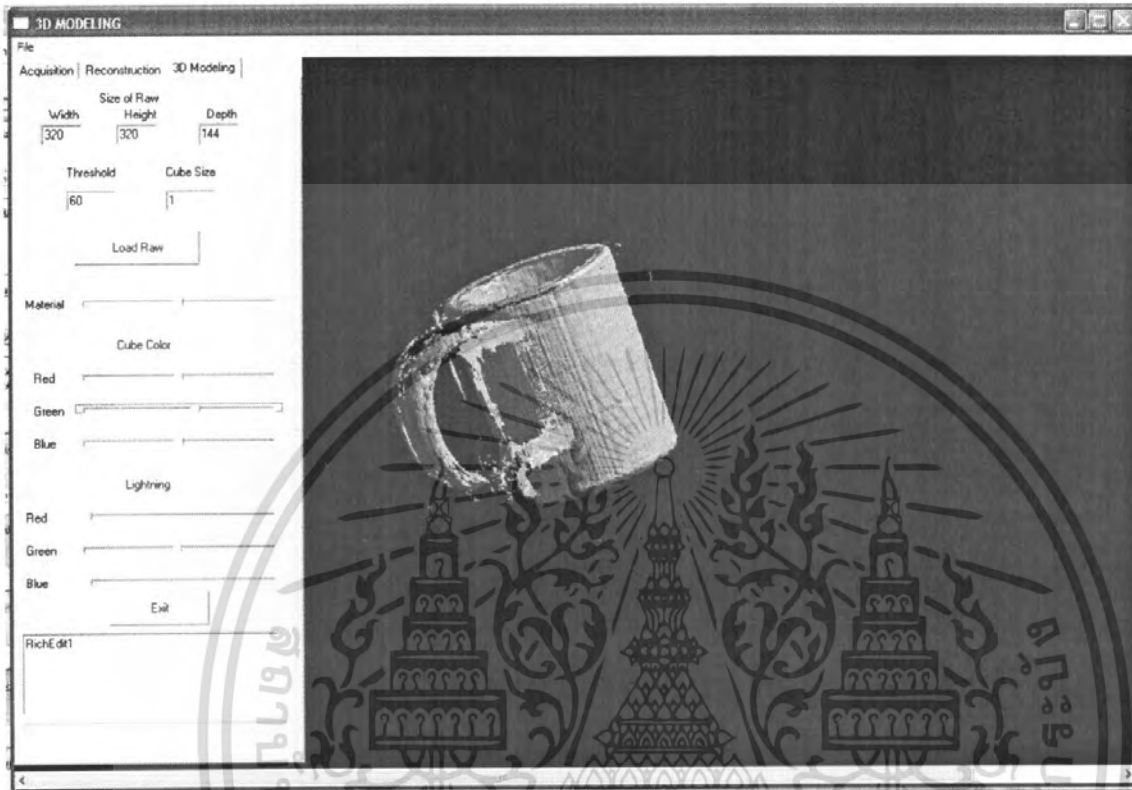 3D MODELING
File
Acquisition Reconstruction 3D Modeling
Size of Raw
Width Height Depth
320 320 144
Threshold Cube Size
60 1
Load Raw
Material
Cube Color
Red
Green
Blue
Lightning
Red
Green
Blue
Exit
RichEdit1